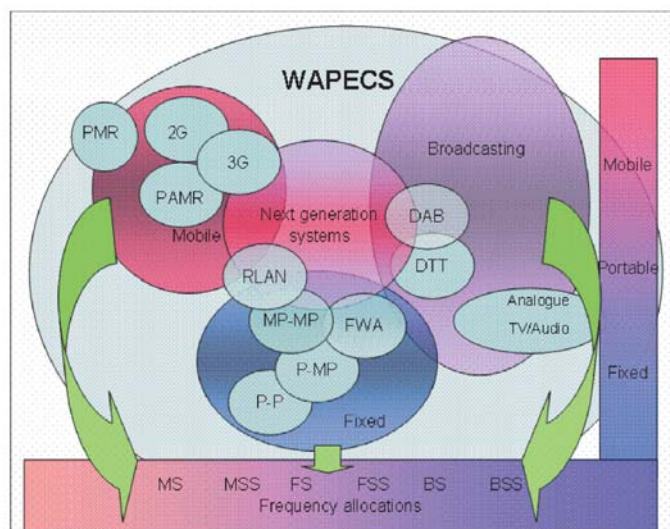 WAPECS
PMR
2G
3G
PAMR
Mobile
Next generation
systems
Broadcasting
DAB
DTT
Analogue
TV/Audio
RLAN
MP-MP
FWA
P-MP
P-P
Fixed
Mobile
Portable
Fixed
MS MSS FS FSS BS BSS
Frequency allocations